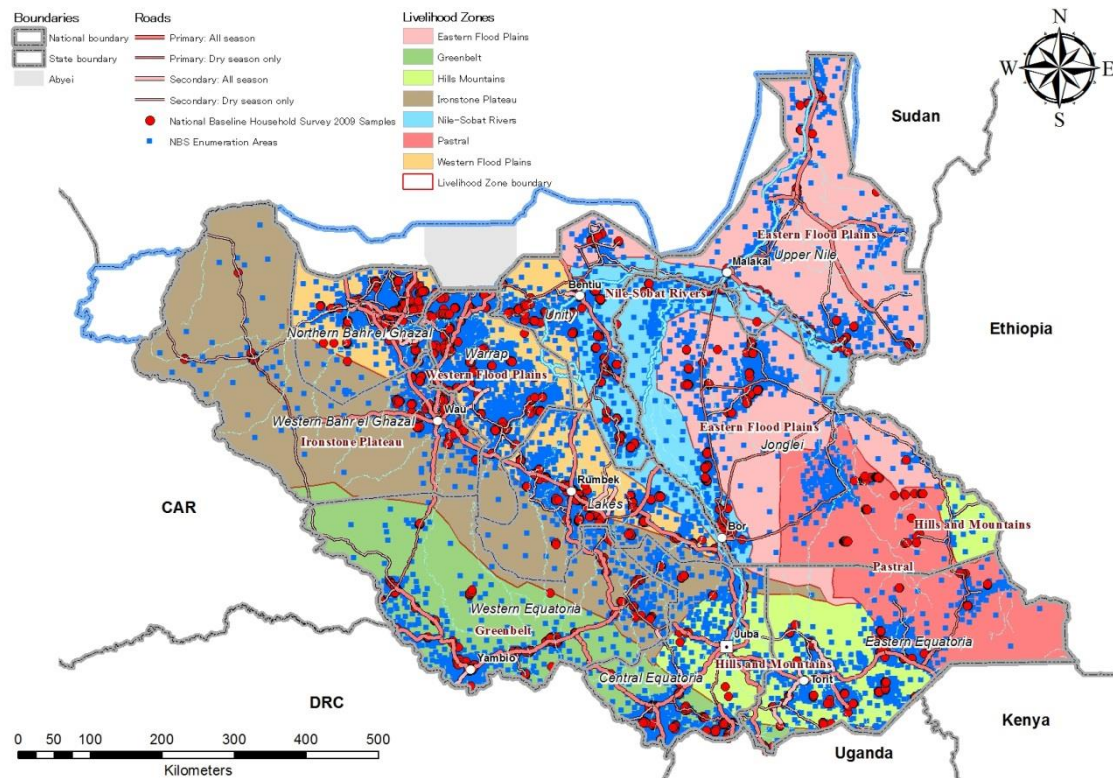 Boundaries
National boundary
State boundary
Abyei
Roads
Primary: All season
Primary: Dry season only
Secondary: All season
Secondary: Dry season only
National Baseline Household Survey 2009 Samples
NBS Enumeration Areas
Livelihood Zones
Eastern Flood Plains
Greenbelt
Hills Mountains
Ironstone Plateau
Nile-Sobat Rivers
Pastral
Western Flood Plains
Livelihood Zone boundary
N
W
E
S
Sudan
Eastern Flood Plains
Upper Nile
Malakal
Bentiu
Nile-Sobat Rivers
Unity
Northern Bahr el Ghazal
Warrap
Ethiopia
Western Flood Plains
Wau
Western Bahr el Ghazal
Ironstone Plateau
Eastern Flood Plains
Jonglei
Rumbek
Lakes
CAR
Bor
Hills and Mountains
Pastral
Western Equatoria
Greenbelt
Juba
Eastern Equatoria
Hills and Mountains
Yambio
Central Equatoria
Torit
DRC
Kenya
Uganda
0 50 100 200 300 400 500
Kilometers